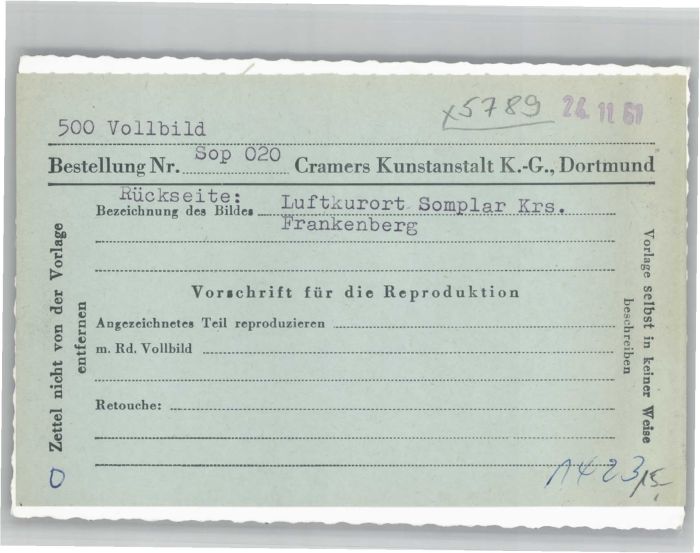 x5789 24.11.61
500 Vollbild
Bestellung Nr. Sop 020 Cramers Kunstanstalt K.-G., Dortmund
Rückseite:
Bezeichnung des Bildes Luftkurort Somplar Krs.
Frankenberg
Vorschrift für die Reproduktion
Angezeichnetes Teil reproduzieren
m. Rd. Vollbild
Retouche:
Zettel nicht von der Vorlage
entfernen
Vorlage selbst in keiner Weise
beschreiben
0
1423